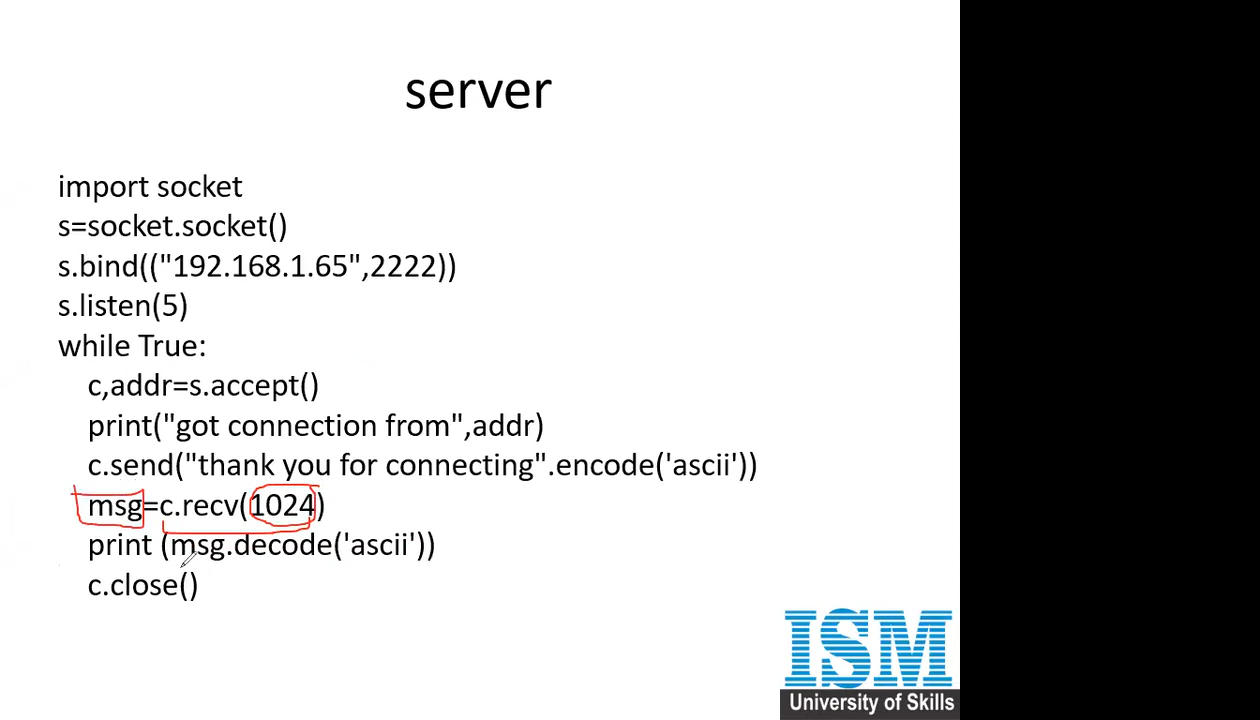 server
import socket
s=socket.socket()
s.bind(("192.168.1.65",2222))
s.listen(5)
while True:
c,addr=s.accept()
print("got connection from",addr)
c.send("thank you for connecting".encode('ascii'))
msg=c.recv(1024)
print (msg.decode('ascii'))
c.close()
ISM
University of Skills